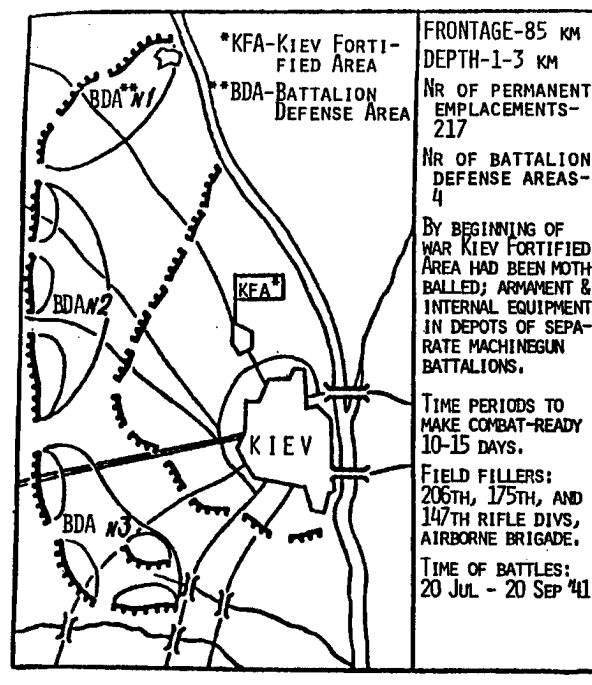 *KFA-KIEV FORTI-
FIED AREA
**BDA-BATTALION
DEFENSE AREA
BDA**N1
KFA*
BDA N2
KIEV
BDA N3
FRONTAGE-85 KM
DEPTH-1-3 KM
NR OF PERMANENT
EMPLACEMENTS-
217
NR OF BATTALION
DEFENSE AREAS-
4
BY BEGINNING OF
WAR KIEV FORTIFIED
AREA HAD BEEN MOTH-
BALLED; ARMAMENT &
INTERNAL EQUIPMENT
IN DEPOTS OF SEPA-
RATE MACHINEGUN
BATTALIONS.
TIME PERIODS TO
MAKE COMBAT-READY
10-15 DAYS.
FIELD FILLERS:
206TH, 175TH, AND
147TH RIFLE DIVS,
AIRBORNE BRIGADE.
TIME OF BATTLES:
20 JUL - 20 SEP '41